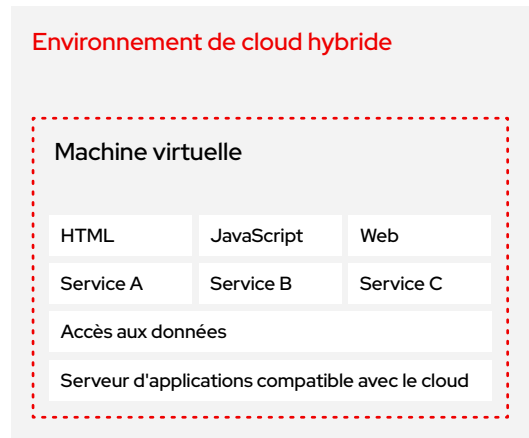 Environnement de cloud hybride
Machine virtuelle
HTML JavaScript Web
Service A Service B Service C
Accès aux données
Serveur d'applications compatible avec le cloud